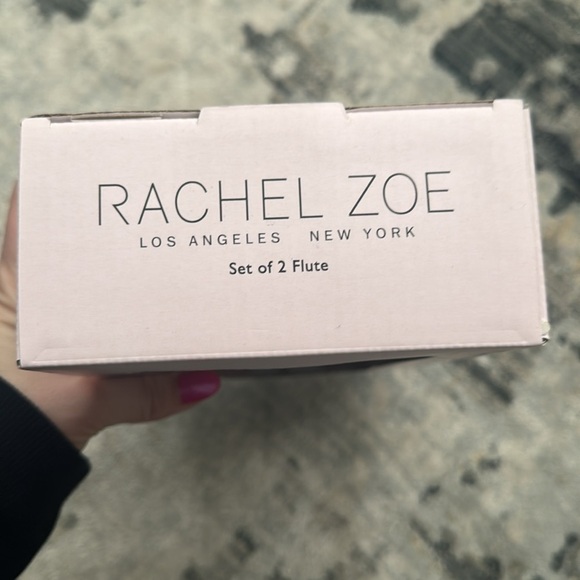 RACHEL ZOE
LOS ANGELES NEW YORK
Set of 2 Flute